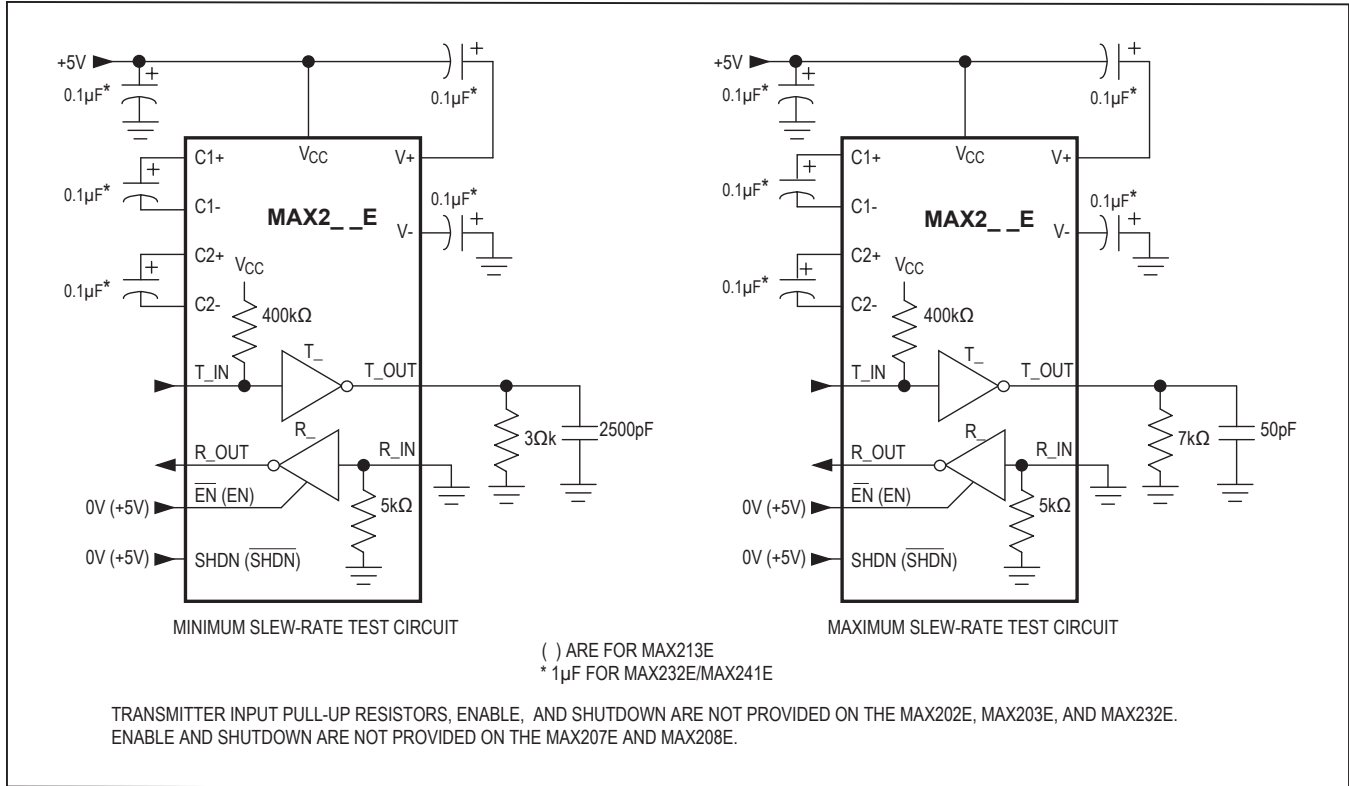 +5V
+
0.1µF*
+
0.1µF*
C1+
VCC
V+
+
0.1µF*
C1-
MAX2_ _E
0.1µF*
+
V-
C2+
+
0.1µF*
VCC
C2-
400kΩ
T_
T_IN
T_OUT
3Ωk
2500pF
R_
R_OUT
R_IN
EN (EN)
0V (+5V)
5kΩ
0V (+5V)
SHDN (SHDN)
MINIMUM SLEW-RATE TEST CIRCUIT
+5V
+
0.1µF*
+
0.1µF*
C1+
VCC
V+
+
0.1µF*
C1-
MAX2_ _E
0.1µF*
+
V-
C2+
+
0.1µF*
VCC
C2-
400kΩ
T_
T_IN
T_OUT
7kΩ
50pF
R_
R_OUT
R_IN
EN (EN)
0V (+5V)
5kΩ
0V (+5V)
SHDN (SHDN)
MAXIMUM SLEW-RATE TEST CIRCUIT
( ) ARE FOR MAX213E
* 1µF FOR MAX232E/MAX241E
TRANSMITTER INPUT PULL-UP RESISTORS, ENABLE, AND SHUTDOWN ARE NOT PROVIDED ON THE MAX202E, MAX203E, AND MAX232E.
ENABLE AND SHUTDOWN ARE NOT PROVIDED ON THE MAX207E AND MAX208E.